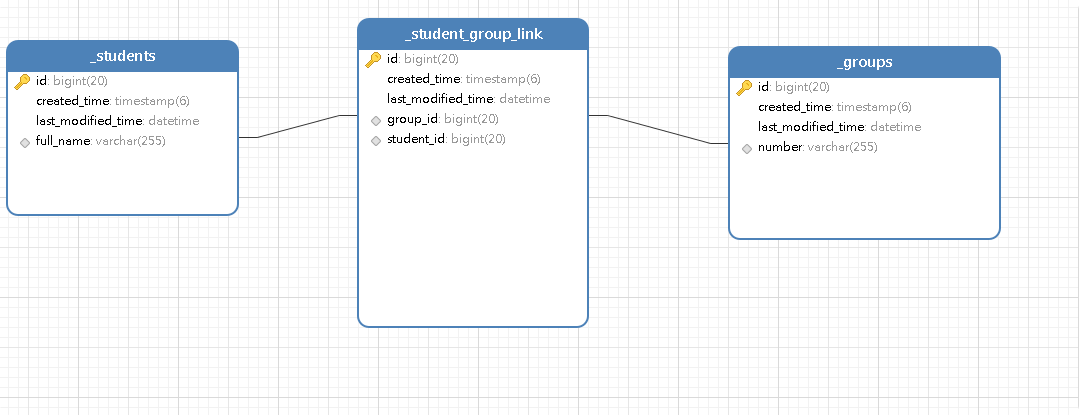 _students
id: bigint(20)
created_time: timestamp(6)
last_modified_time: datetime
full_name: varchar(255)
_student_group_link
id: bigint(20)
created_time: timestamp(6)
last_modified_time: datetime
group_id: bigint(20)
student_id: bigint(20)
_groups
id: bigint(20)
created_time: timestamp(6)
last_modified_time: datetime
number: varchar(255)